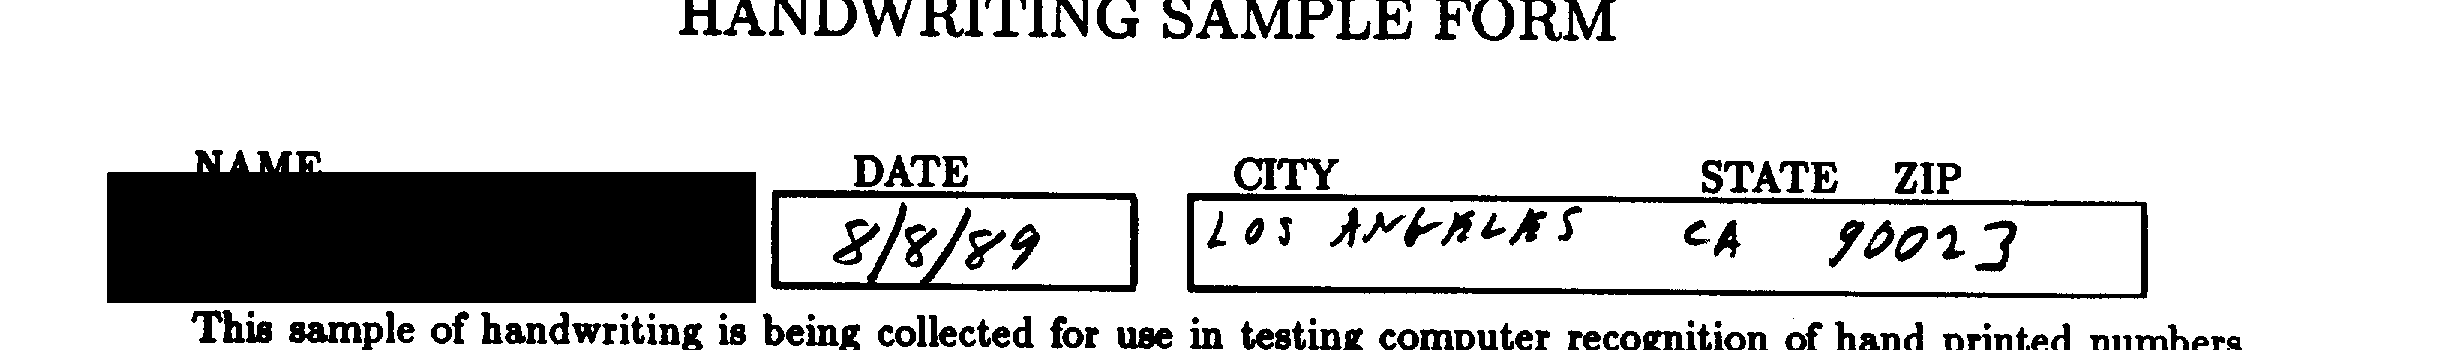 HANDWRITING SAMPLE FORM
NAME DATE CITY STATE ZIP
8/8/89 LOS ANGELES CA 90023
This sample of handwriting is being collected for use in testing computer recognition of hand printed numbers